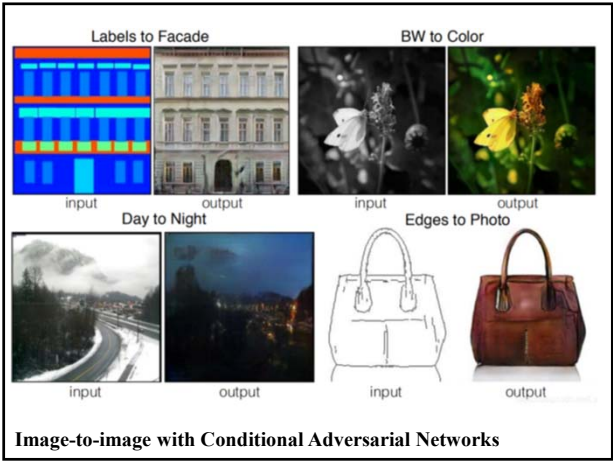 Labels to Facade
BW to Color
input
output
input
output
Day to Night
Edges to Photo
input
output
input
output
Image-to-image with Conditional Adversarial Networks